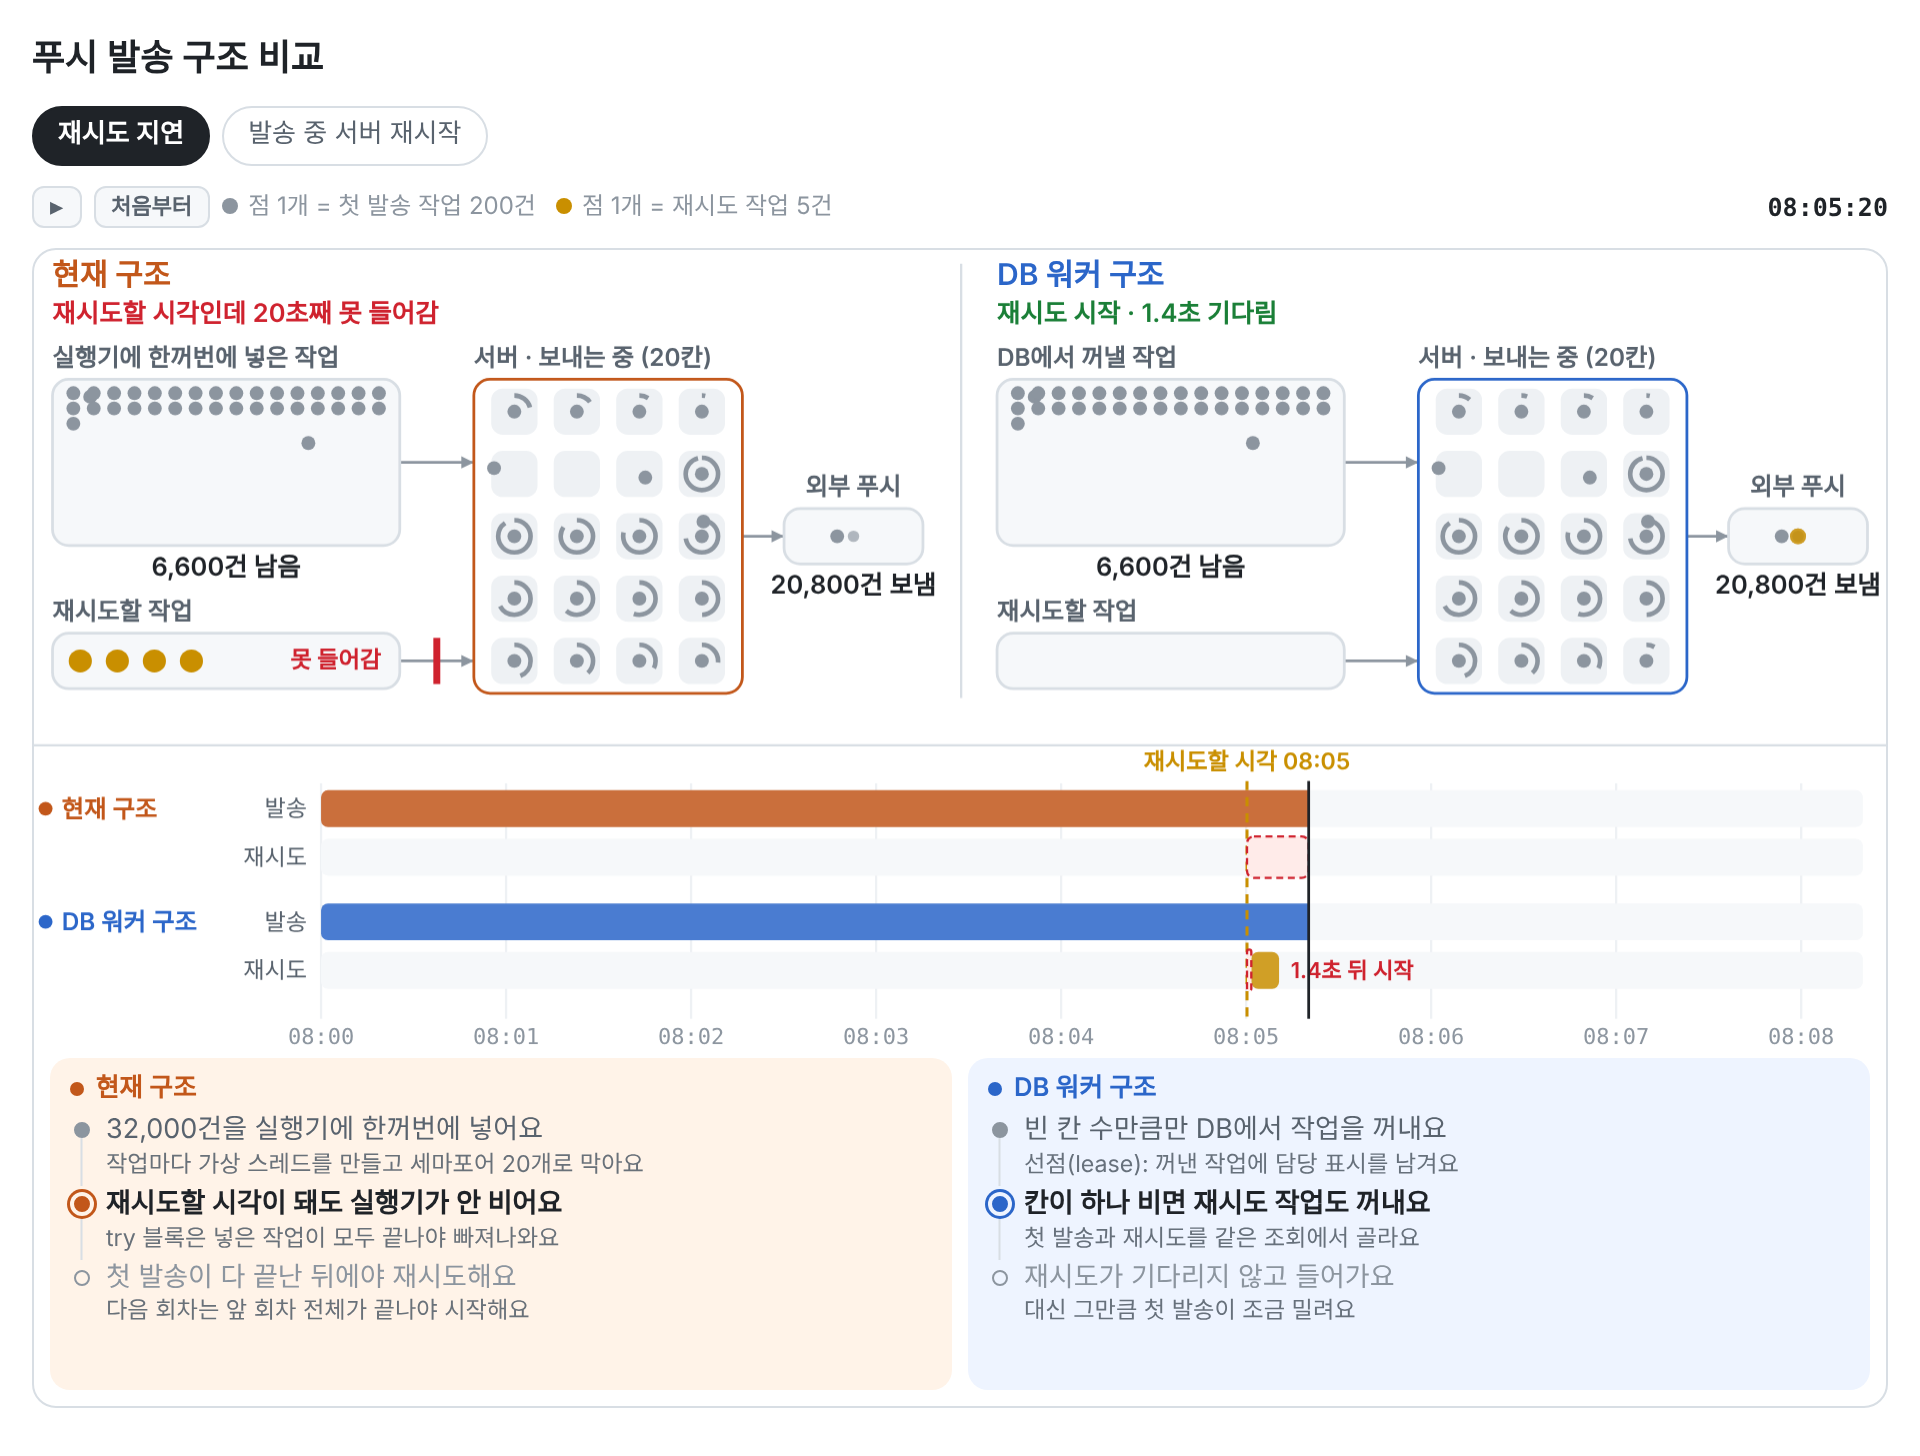 푸시 발송 구조 비교
재시도 지연
발송 중 서버 재시작
처음부터
점 1개 = 첫 발송 작업 200건
점 1개 = 재시도 작업 5건
08:05:20
현재 구조
재시도할 시각인데 20초째 못 들어감
실행기에 한꺼번에 넣은 작업
서버 · 보내는 중 (20칸)
외부 푸시
6,600건 남음
20,800건 보냄
재시도할 작업
못 들어감
DB 워커 구조
재시도 시작 · 1.4초 기다림
DB에서 꺼낼 작업
서버 · 보내는 중 (20칸)
외부 푸시
6,600건 남음
20,800건 보냄
재시도할 작업
재시도할 시각 08:05
현재 구조
발송
재시도
DB 워커 구조
발송
재시도
1.4초 뒤 시작
08:00
08:01
08:02
08:03
08:04
08:05
08:06
08:07
08:08
현재 구조
32,000건을 실행기에 한꺼번에 넣어요
작업마다 가상 스레드를 만들고 세마포어 20개로 막아요
재시도할 시각이 돼도 실행기가 안 비어요
try 블록은 넣은 작업이 모두 끝나야 빠져나와요
첫 발송이 다 끝난 뒤에야 재시도해요
다음 회차는 앞 회차 전체가 끝나야 시작해요
DB 워커 구조
빈 칸 수만큼만 DB에서 작업을 꺼내요
선점(lease): 꺼낸 작업에 담당 표시를 남겨요
칸이 하나 비면 재시도 작업도 꺼내요
첫 발송과 재시도를 같은 조회에서 골라요
재시도가 기다리지 않고 들어가요
대신 그만큼 첫 발송이 조금 밀려요